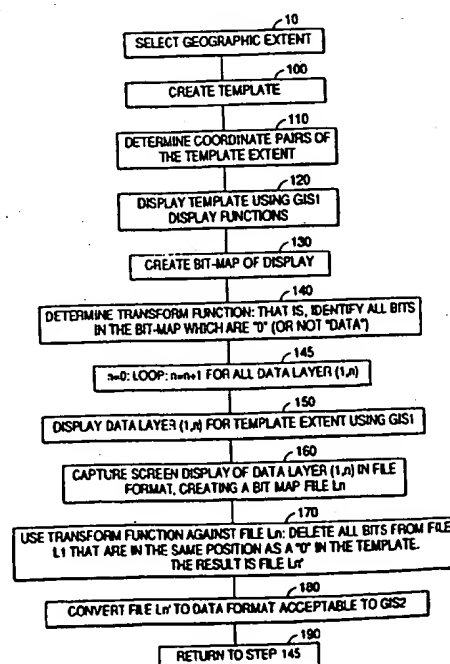 10
SELECT GEOGRAPHIC EXTENT
100
CREATE TEMPLATE
110
DETERMINE COORDINATE PAIRS OF
THE TEMPLATE EXTENT
120
DISPLAY TEMPLATE USING GIS1
DISPLAY FUNCTIONS
130
CREATE BIT-MAP OF DISPLAY
140
DETERMINE TRANSFORM FUNCTION: THAT IS, IDENTIFY ALL BITS
IN THE BIT-MAP WHICH ARE "0" (OR NOT "DATA")
145
n=0: LOOP: n=n+1 FOR ALL DATA LAYER (1,n)
150
DISPLAY DATA LAYER (1,n) FOR TEMPLATE EXTENT USING GIS1
160
CAPTURE SCREEN DISPLAY OF DATA LAYER (1,n) IN FILE
FORMAT, CREATING A BIT MAP FILE Ln
170
USE TRANSFORM FUNCTION AGAINST FILE Ln: DELETE ALL BITS FROM FILE
L1 THAT ARE IN THE SAME POSITION AS A "0" IN THE TEMPLATE.
THE RESULT IS FILE Ln'
180
CONVERT FILE Ln' TO DATA FORMAT ACCEPTABLE TO GIS2
190
RETURN TO STEP 145